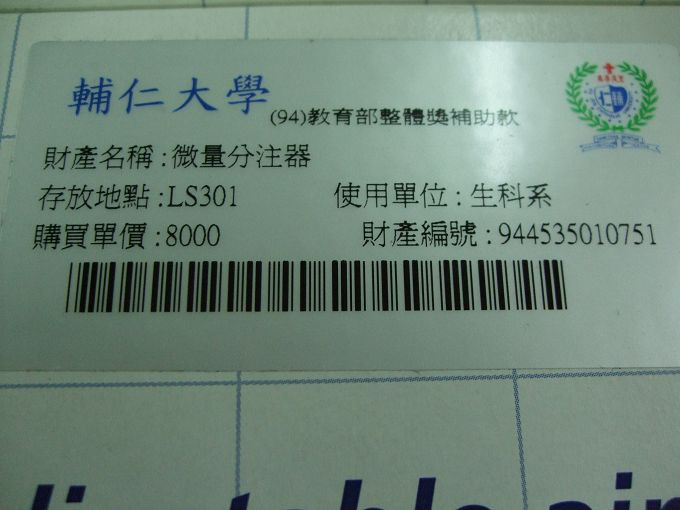 輔仁大學 (94)教育部整體獎補助款
財產名稱:微量分注器
存放地點:LS301 使用單位:生科系
購買單價:8000 財產編號:944535010751